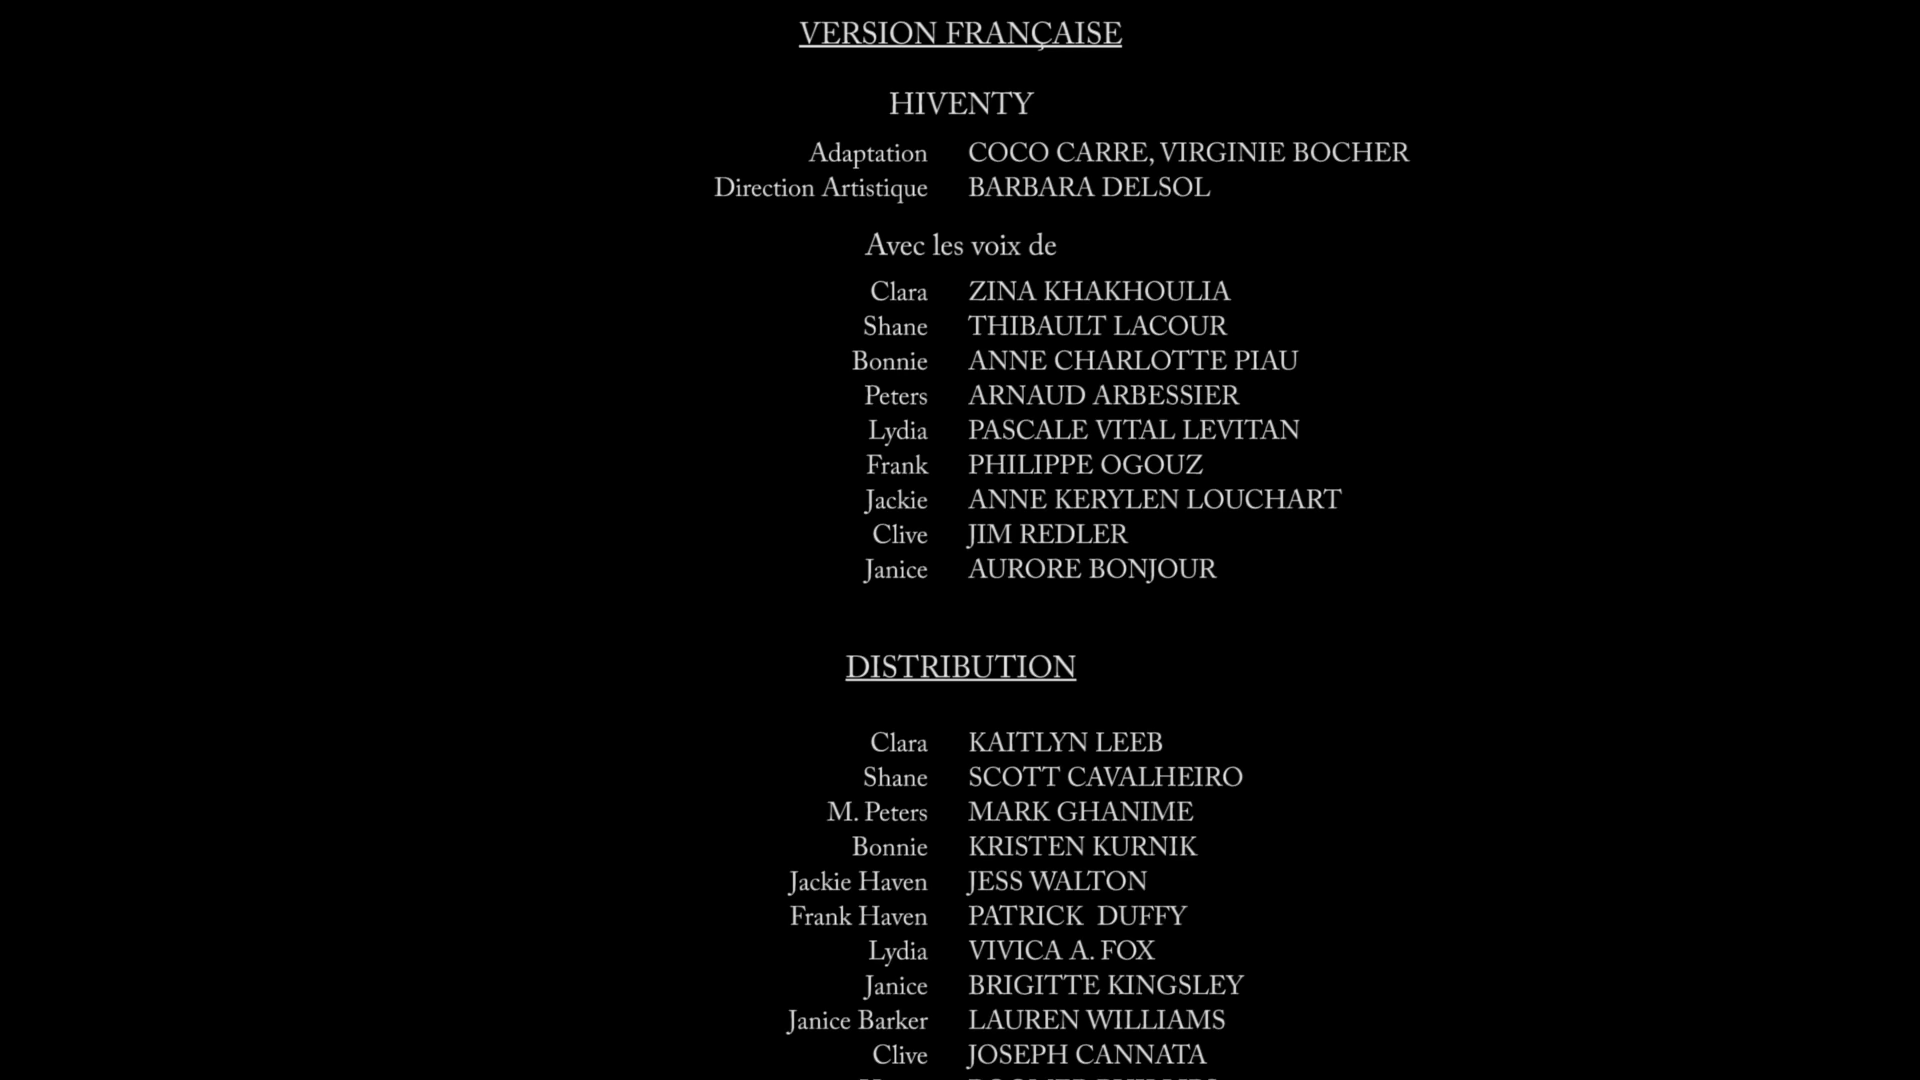 VERSION FRANÇAISE
HIVENTY
Adaptation COCO CARRE, VIRGINIE BOCHER
Direction Artistique BARBARA DELSOL
Avec les voix de
Clara ZINA KHAKHOULIA
Shane THIBAULT LACOUR
Bonnie ANNE CHARLOTTE PIAU
Peters ARNAUD ARBESSIER
Lydia PASCALE VITAL LEVITAN
Frank PHILIPPE OGOUZ
Jackie ANNE KERYLEN LOUCHART
Clive JIM REDLER
Janice AURORE BONJOUR
DISTRIBUTION
Clara KAITLYN LEEB
Shane SCOTT CAVALHEIRO
M. Peters MARK GHANIME
Bonnie KRISTEN KURNIK
Jackie Haven JESS WALTON
Frank Haven PATRICK  DUFFY
Lydia VIVICA A. FOX
Janice BRIGITTE KINGSLEY
Janice Barker LAUREN WILLIAMS
Clive JOSEPH CANNATA